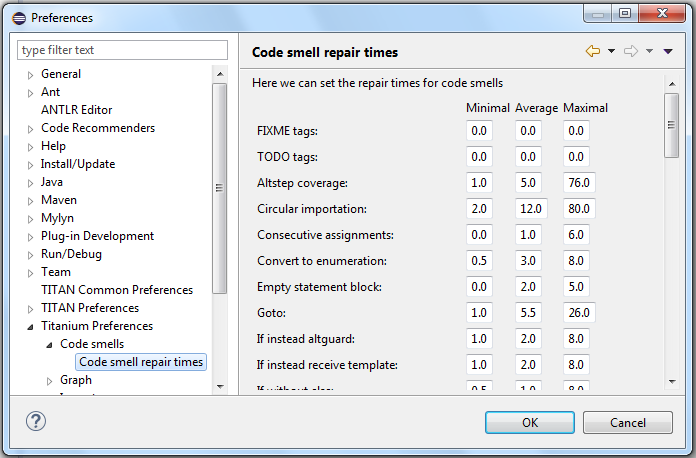 Preferences
type filter text
General
Ant
ANTLR Editor
Code Recommenders
Help
Install/Update
Java
Maven
Mylyn
Plug-in Development
Run/Debug
Team
TITAN Common Preferences
TITAN Preferences
Titanium Preferences
Code smells
Code smell repair times
Graph
Code smell repair times
Here we can set the repair times for code smells
Minimal Average Maximal
FIXME tags: 0.0 0.0 0.0
TODO tags: 0.0 0.0 0.0
Altstep coverage: 1.0 5.0 76.0
Circular importation: 2.0 12.0 80.0
Consecutive assignments: 0.0 1.0 6.0
Convert to enumeration: 0.5 3.0 8.0
Empty statement block: 0.0 2.0 5.0
Goto: 1.0 5.5 26.0
If instead altguard: 1.0 2.0 8.0
If instead receive template: 1.0 2.0 8.0
If without else: 0.5 1.0 8.0
OK Cancel